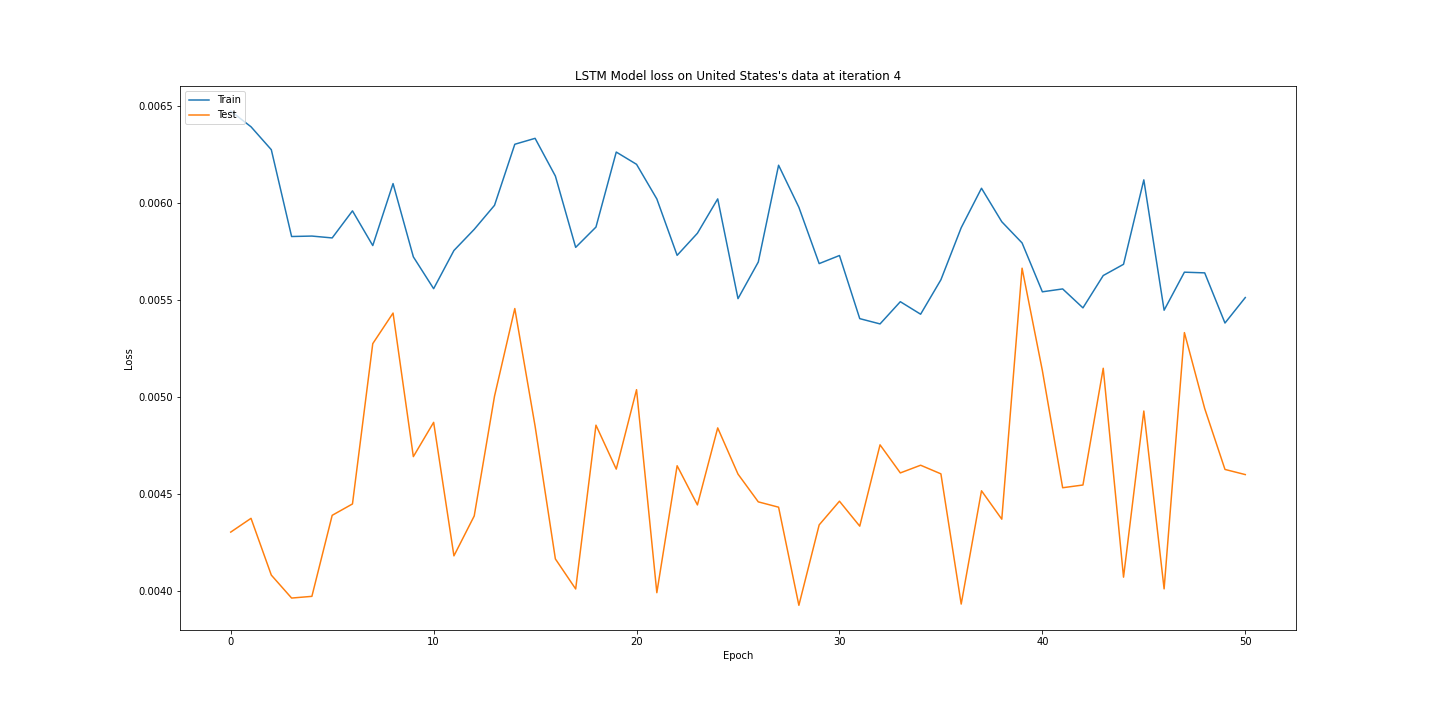 LSTM Model loss on United States's data at iteration 4
Train
Test
0.0065
0.0060
0.0055
0.0050
0.0045
0.0040
Loss
0 10 20 30 40 50
Epoch